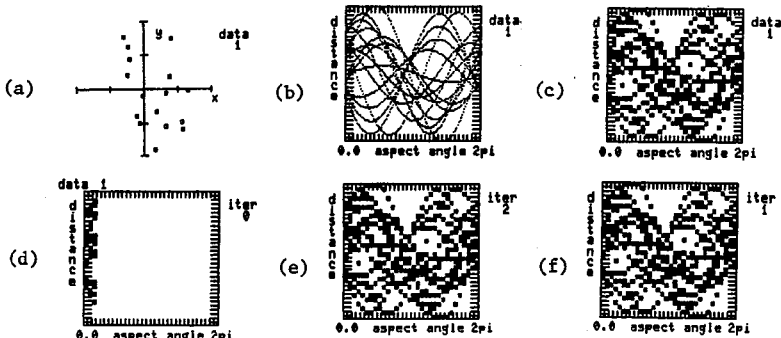 (a)
y
data
1
x
(b)
distance
data
1
0.0 aspect angle 2pi
(c)
distance
data
1
0.0 aspect angle 2pi
(d)
data 1
distance
iter
0
0.0 aspect angle 2pi
(e)
distance
iter
2
0.0 aspect angle 2pi
(f)
distance
iter
1
0.0 aspect angle 2pi